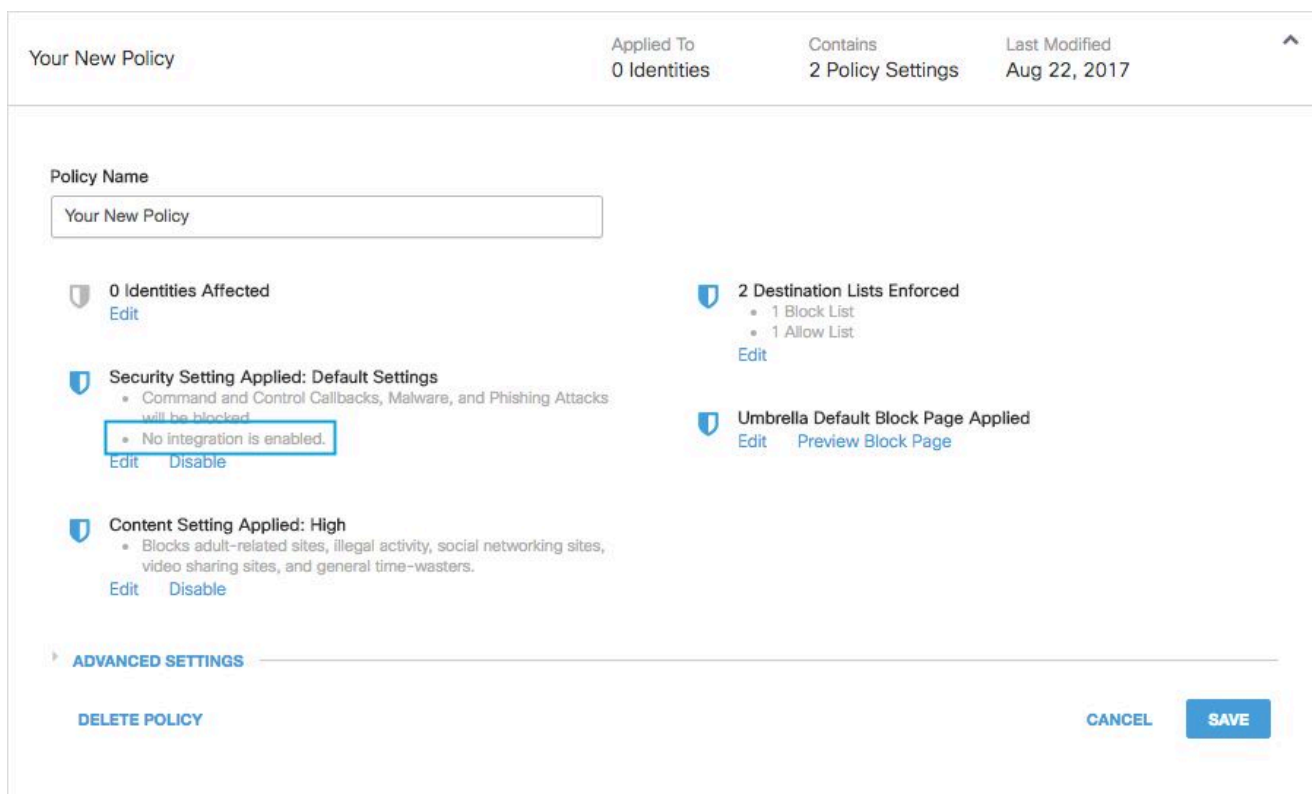 Your New Policy
Applied To
0 Identities
Contains
2 Policy Settings
Last Modified
Aug 22, 2017
Policy Name
Your New Policy
0 Identities Affected
Edit
Security Setting Applied: Default Settings
• Command and Control Callbacks, Malware, and Phishing Attacks
will be blocked
• No integration is enabled.
Edit Disable
Content Setting Applied: High
• Blocks adult-related sites, illegal activity, social networking sites,
video sharing sites, and general time-wasters.
Edit Disable
2 Destination Lists Enforced
• 1 Block List
• 1 Allow List
Edit
Umbrella Default Block Page Applied
Edit Preview Block Page
ADVANCED SETTINGS
DELETE POLICY
CANCEL
SAVE